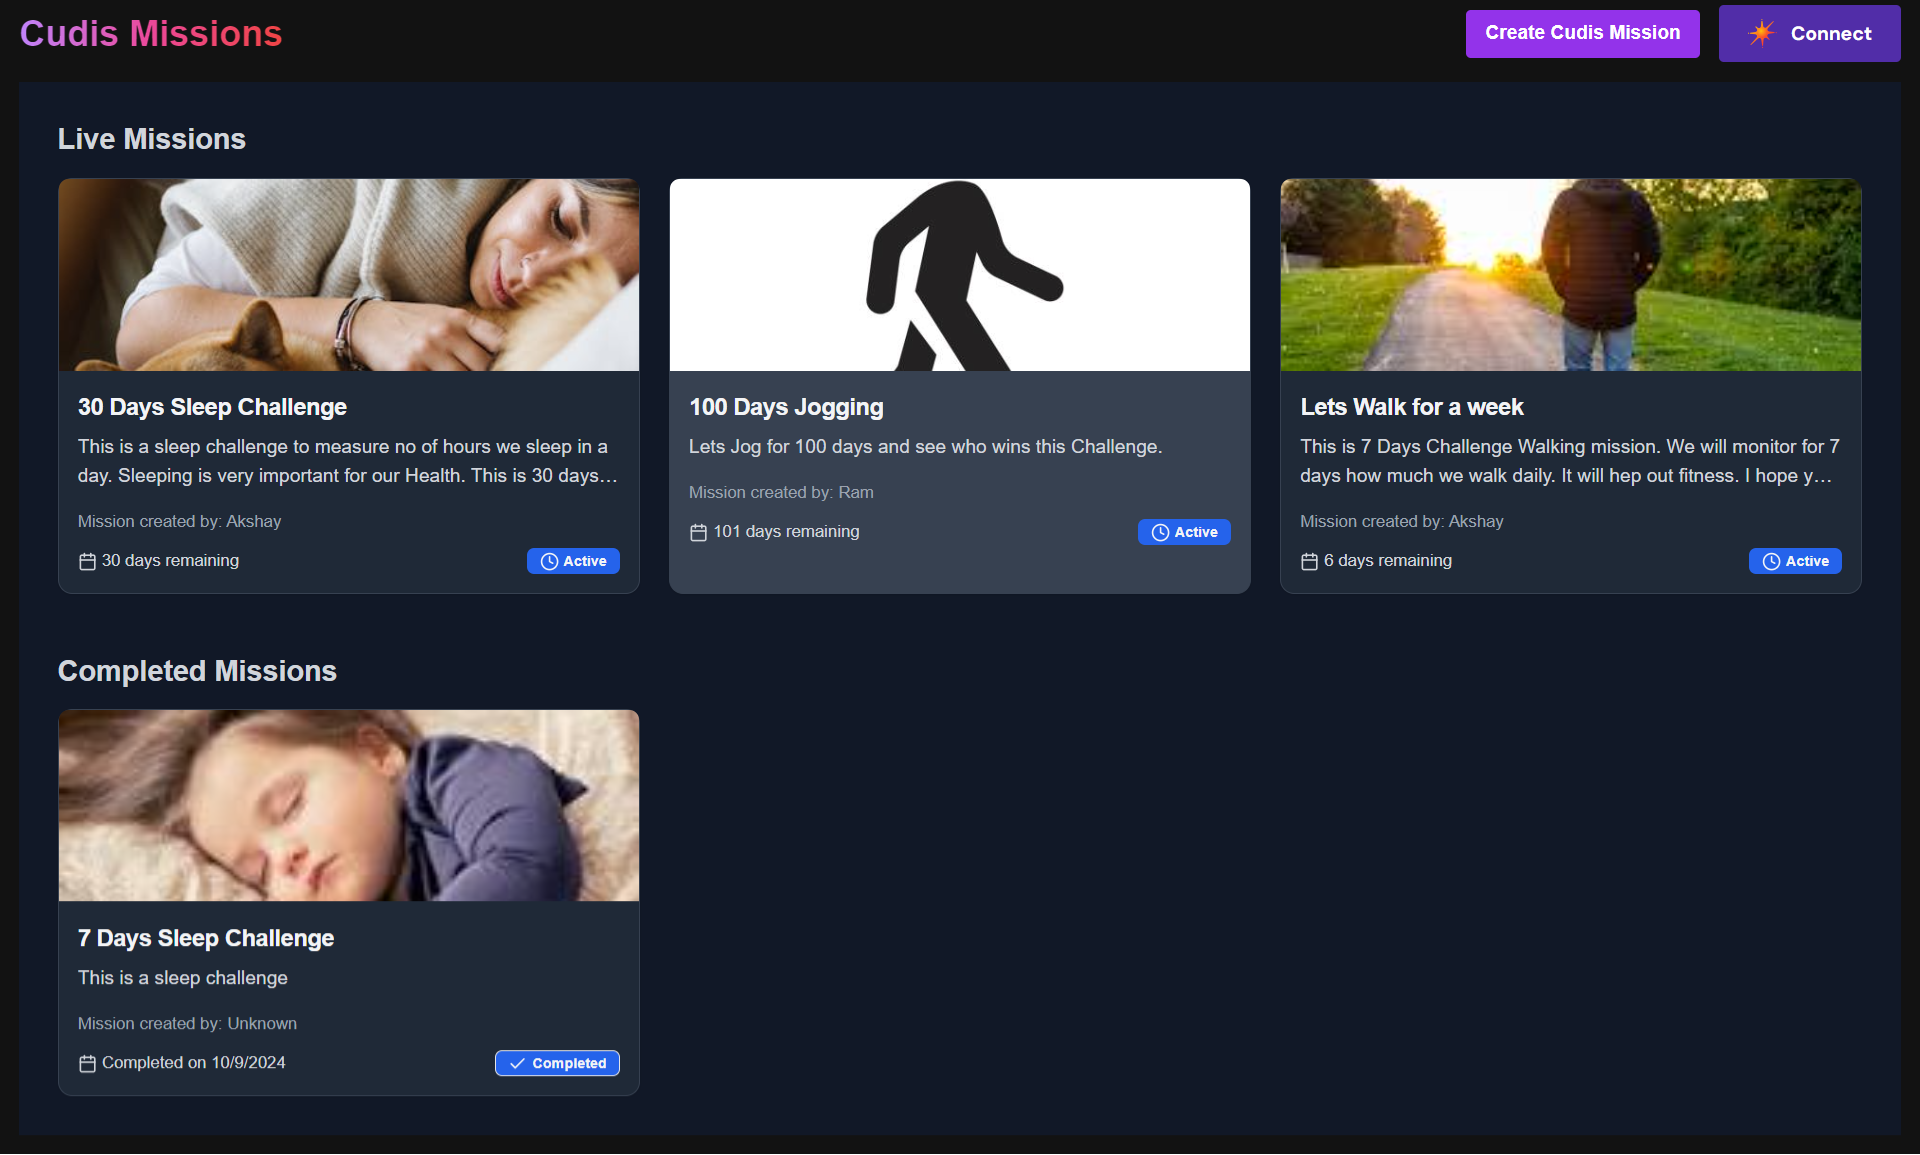 Cudis Missions
Create Cudis Mission
Connect
Live Missions
30 Days Sleep Challenge
This is a sleep challenge to measure no of hours we sleep in a
day. Sleeping is very important for our Health. This is 30 days...
Mission created by: Akshay
30 days remaining
Active
100 Days Jogging
Lets Jog for 100 days and see who wins this Challenge.
Mission created by: Ram
101 days remaining
Active
Lets Walk for a week
This is 7 Days Challenge Walking mission. We will monitor for 7
days how much we walk daily. It will hep out fitness. I hope y...
Mission created by: Akshay
6 days remaining
Active
Completed Missions
7 Days Sleep Challenge
This is a sleep challenge
Mission created by: Unknown
Completed on 10/9/2024
Completed